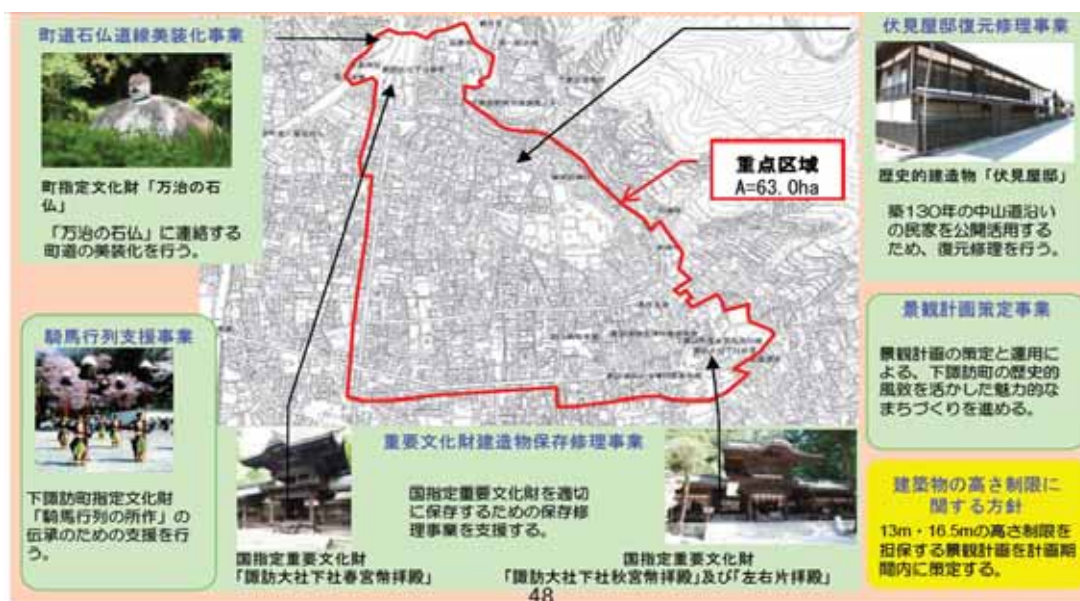 町道石仏道線美装化事業
町指定文化財「万治の石
仏」
「万治の石仏」に連絡する
町道の美装化を行う。
騎馬行列支援事業
下諏訪町指定文化財
「騎馬行列の所作」の
伝承のための支援を行
う。
重点区域
A=63.0ha
伏見屋邸復元修理事業
歴史的建造物「伏見屋邸」
築130年の中山道沿い
の民家を公開活用する
ため、復元修理を行う。
景観計画策定事業
景観計画の策定と運用に
よる、下諏訪町の歴史的
風致を活かした魅力的な
まちづくりを進める。
建築物の高さ制限に
関する方針
13m・16.5mの高さ制限を
担保する景観計画を計画期
間内に策定する。
重要文化財建造物保存修理事業
国指定重要文化財を適切
に保存するための保存修
理事業を支援する。
国指定重要文化財
「諏訪大社下社春宮幣拝殿」
国指定重要文化財
「諏訪大社下社秋宮幣拝殿」及び「左右片拝殿」
48